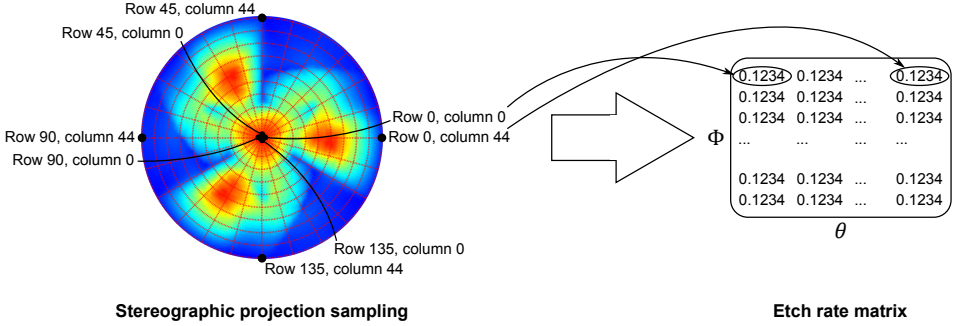 Row 45, column 44
Row 45, column 0
Row 0, column 0
Row 90, column 44
Row 0, column 44
Row 90, column 0
Row 135, column 0
Row 135, column 44
Stereographic projection sampling
0.1234 0.1234 ... 0.1234
0.1234 0.1234 ... 0.1234
0.1234 0.1234 ... 0.1234
Φ
... ... ... ...
0.1234 0.1234 ... 0.1234
0.1234 0.1234 ... 0.1234
θ
Etch rate matrix